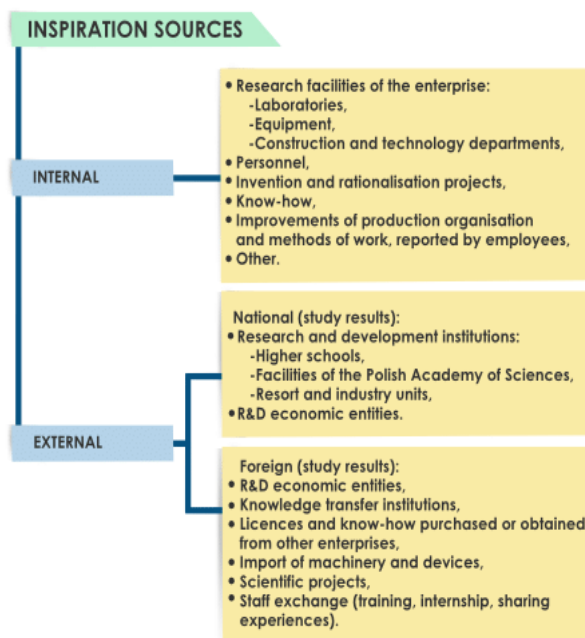 INSPIRATION SOURCES
INTERNAL
• Research facilities of the enterprise:
-Laboratories,
-Equipment,
-Construction and technology departments,
• Personnel,
• Invention and rationalisation projects,
• Know-how,
• Improvements of production organisation
and methods of work, reported by employees,
• Other.
EXTERNAL
National (study results):
• Research and development institutions:
-Higher schools,
-Facilities of the Polish Academy of Sciences,
-Resort and industry units,
• R&D economic entities.
Foreign (study results):
• R&D economic entities,
• Knowledge transfer institutions,
• Licences and know-how purchased or obtained
from other enterprises,
• Import of machinery and devices,
• Scientific projects,
• Staff exchange (training, internship, sharing
experiences).